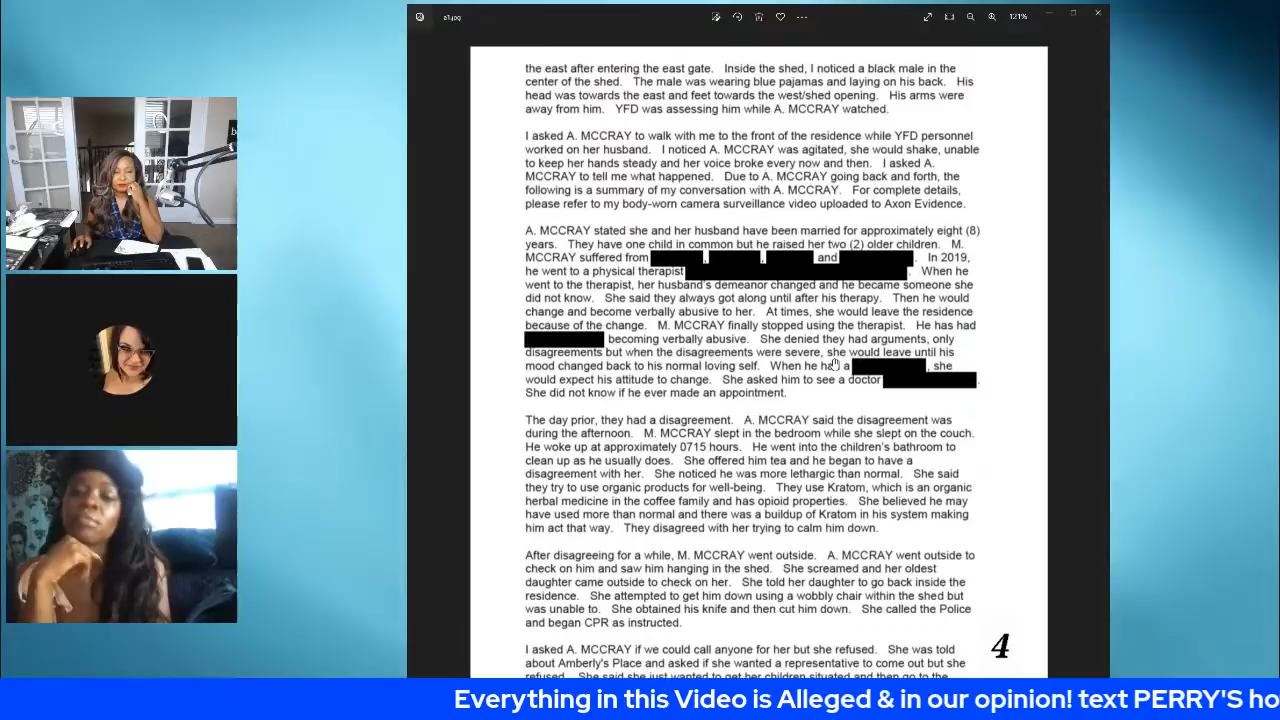 a1.jpg
121%
the east after entering the east gate. Inside the shed, I noticed a black male in the
center of the shed. The male was wearing blue pajamas and laying on his back. His
head was towards the east and feet towards the west/shed opening. His arms were
away from him. YFD was assessing him while A. MCCRAY watched.
I asked A. MCCRAY to walk with me to the front of the residence while YFD personnel
worked on her husband. I noticed A. MCCRAY was agitated, she would shake, unable
to keep her hands steady and her voice broke every now and then. I asked A.
MCCRAY to tell me what happened. Due to A. MCCRAY going back and forth, the
following is a summary of my conversation with A. MCCRAY. For complete details,
please refer to my body-worn camera surveillance video uploaded to Axon Evidence.
A. MCCRAY stated she and her husband have been married for approximately eight (8)
years. They have one child in common but he raised her two (2) older children. M.
MCCRAY suffered from , , and . In 2019,
he went to a physical therapist . When he
went to the therapist, her husband's demeanor changed and he became someone she
did not know. She said they always got along until after his therapy. Then he would
change and become verbally abusive to her. At times, she would leave the residence
because of the change. M. MCCRAY finally stopped using the therapist. He has had
becoming verbally abusive. She denied they had arguments, only
disagreements but when the disagreements were severe, she would leave until his
mood changed back to his normal loving self. When he had a , she
would expect his attitude to change. She asked him to see a doctor .
She did not know if he ever made an appointment.
The day prior, they had a disagreement. A. MCCRAY said the disagreement was
during the afternoon. M. MCCRAY slept in the bedroom while she slept on the couch.
He woke up at approximately 0715 hours. He went into the children's bathroom to
clean up as he usually does. She offered him tea and he began to have a
disagreement with her. She noticed he was more lethargic than normal. She said
they try to use organic products for well-being. They use Kratom, which is an organic
herbal medicine in the coffee family and has opioid properties. She believed he may
have used more than normal and there was a buildup of Kratom in his system making
him act that way. They disagreed with her trying to calm him down.
After disagreeing for a while, M. MCCRAY went outside. A. MCCRAY went outside to
check on him and saw him hanging in the shed. She screamed and her oldest
daughter came outside to check on her. She told her daughter to go back inside the
residence. She attempted to get him down using a wobbly chair within the shed but
was unable to. She obtained his knife and then cut him down. She called the Police
and began CPR as instructed.
4
I asked A. MCCRAY if we could call anyone for her but she refused. She was told
about Amberly's Place and asked if she wanted a representative to come out but she
refused. She said she just wanted to get her children situated and then go to the
Everything in this Video is Alleged & in our opinion! text PERRY'S ho